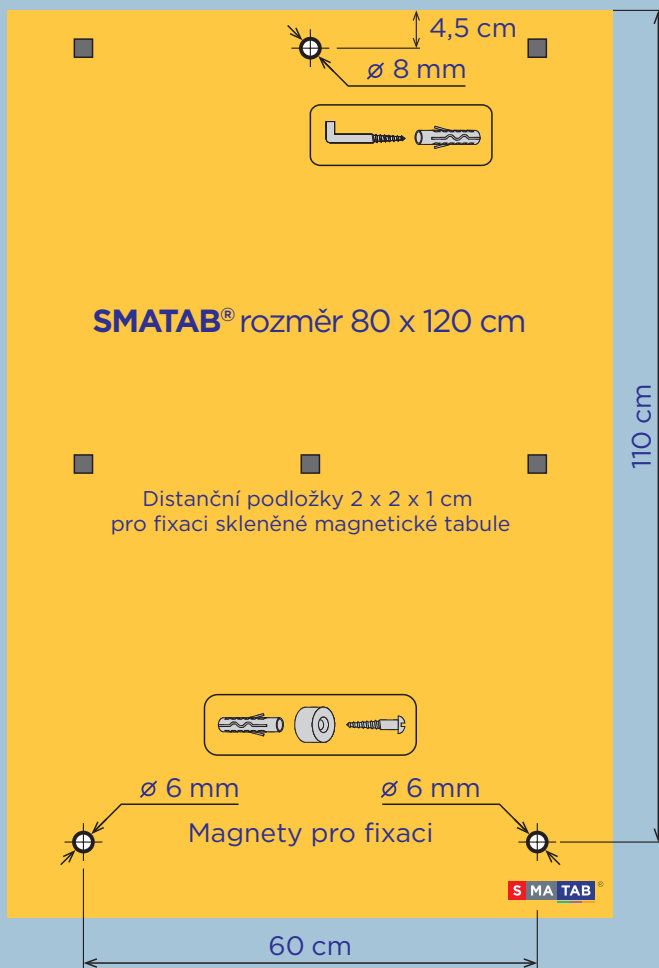 4,5 cm
ø 8 mm
SMATAB® rozměr 80 x 120 cm
110 cm
Distanční podložky 2 x 2 x 1 cm
pro fixaci skleněné magnetické tabule
ø 6 mm
ø 6 mm
Magnety pro fixaci
S MA TAB ®
60 cm